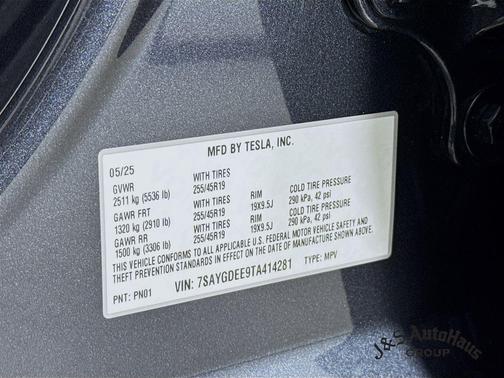 MFD BY TESLA, INC.
05/25
GVWR WITH TIRES
2511 kg (5536 lb) 255/45R19 RIM COLD TIRE PRESSURE
GAWR FRT WITH TIRES 19X9.5J 290 kPa, 42 psi
1320 kg (2910 lb) 255/45R19 RIM COLD TIRE PRESSURE
GAWR RR WITH TIRES 19X9.5J 290 kPa, 42 psi
1500 kg (3306 lb) 255/45R19
THIS VEHICLE CONFORMS TO ALL APPLICABLE U.S. FEDERAL MOTOR VEHICLE SAFETY AND
THEFT PREVENTION STANDARDS IN EFFECT ON THE DATE OF MANUFACTURE SHOWN ABOVE.
PNT: PN01 VIN: 7SAYGDEE9TA414281 TYPE: MPV
J&S AutoHaus
GROUP